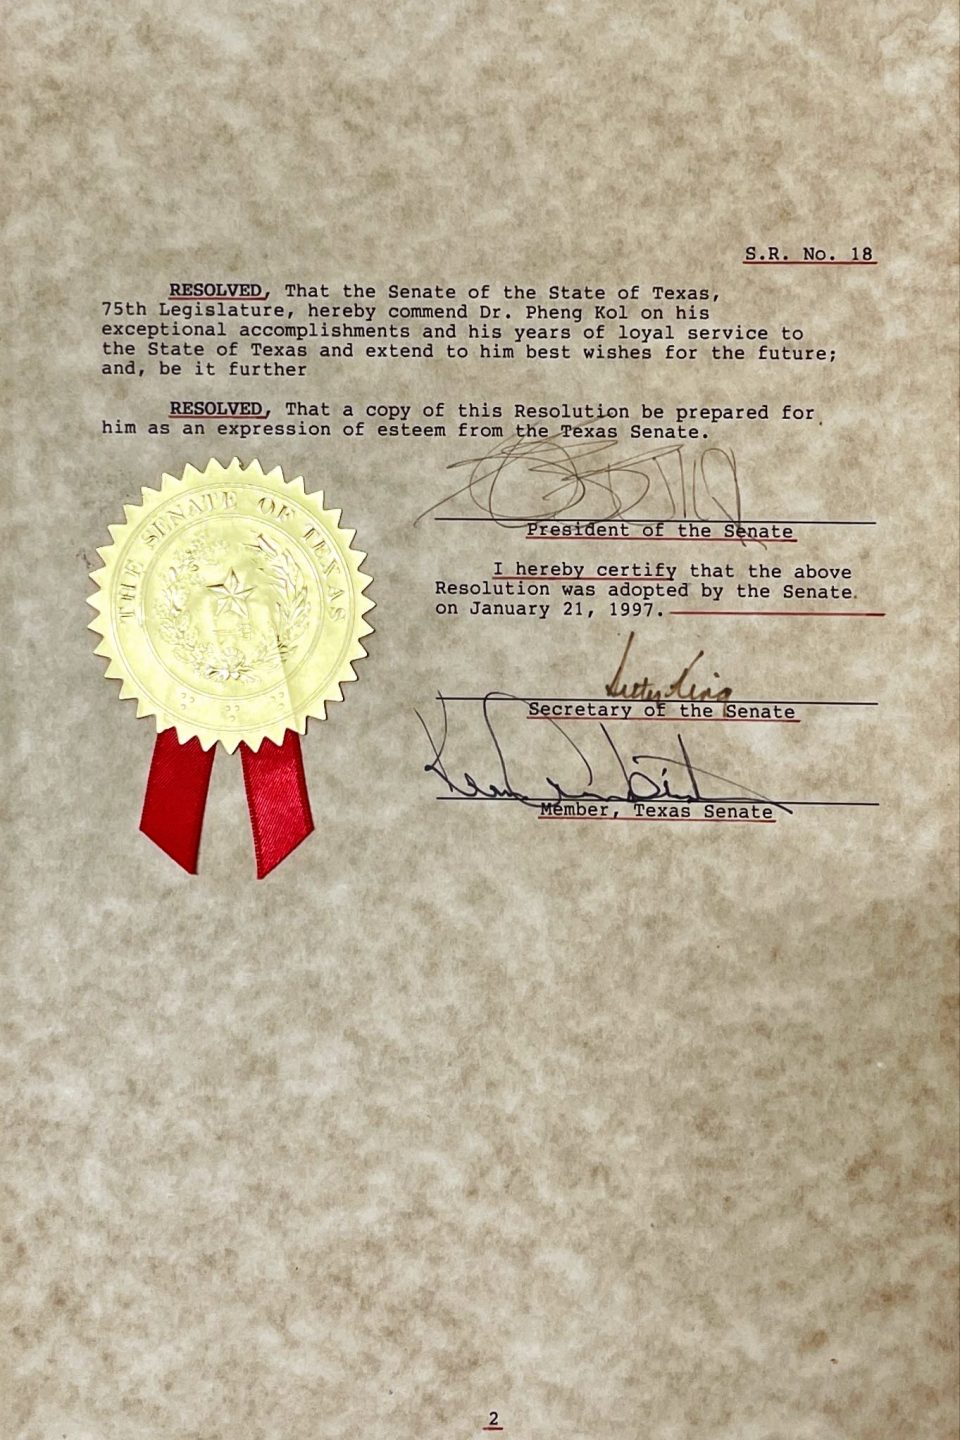 S.R. No. 18
RESOLVED, That the Senate of the State of Texas,
75th Legislature, hereby commend Dr. Pheng Kol on his
exceptional accomplishments and his years of loyal service to
the State of Texas and extend to him best wishes for the future;
and, be it further
RESOLVED, That a copy of this Resolution be prepared for
him as an expression of esteem from the Texas Senate.
THE SENATE OF TEXAS
President of the Senate
I hereby certify that the above
Resolution was adopted by the Senate
on January 21, 1997.
Betty King
Secretary of the Senate
Member, Texas Senate
2